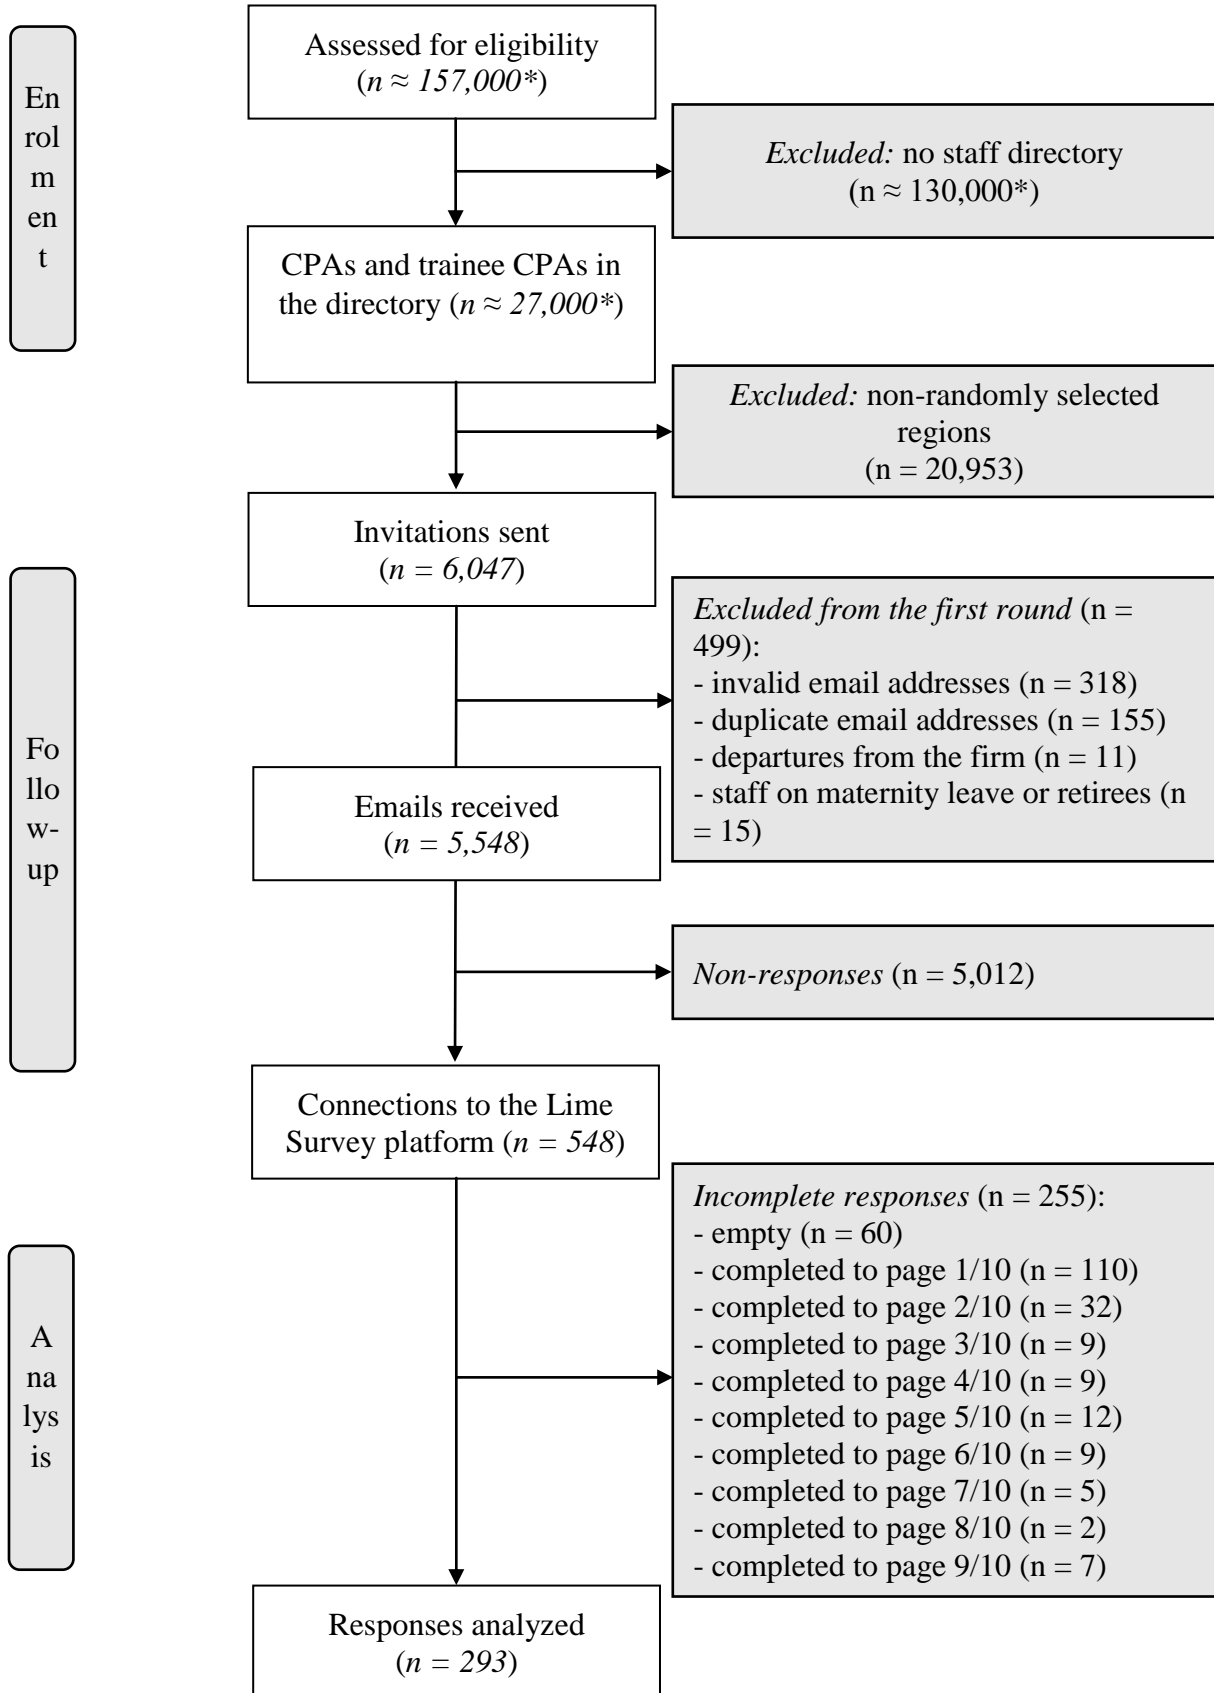 Assessed for eligibility
(n ≈ 157,000*)
En
rol
m
en
t
Excluded: no staff directory
(n ≈ 130,000*)
CPAs and trainee CPAs in
the directory (n ≈ 27,000*)
Excluded: non-randomly selected
regions
(n = 20,953)
Invitations sent
(n = 6,047)
Fo
llo
w-
up
Excluded from the first round (n =
499):
- invalid email addresses (n = 318)
- duplicate email addresses (n = 155)
- departures from the firm (n = 11)
- staff on maternity leave or retirees (n
= 15)
Emails received
(n = 5,548)
Non-responses (n = 5,012)
Connections to the Lime
Survey platform (n = 548)
A
na
lys
is
Incomplete responses (n = 255):
- empty (n = 60)
- completed to page 1/10 (n = 110)
- completed to page 2/10 (n = 32)
- completed to page 3/10 (n = 9)
- completed to page 4/10 (n = 9)
- completed to page 5/10 (n = 12)
- completed to page 6/10 (n = 9)
- completed to page 7/10 (n = 5)
- completed to page 8/10 (n = 2)
- completed to page 9/10 (n = 7)
Responses analyzed
(n = 293)